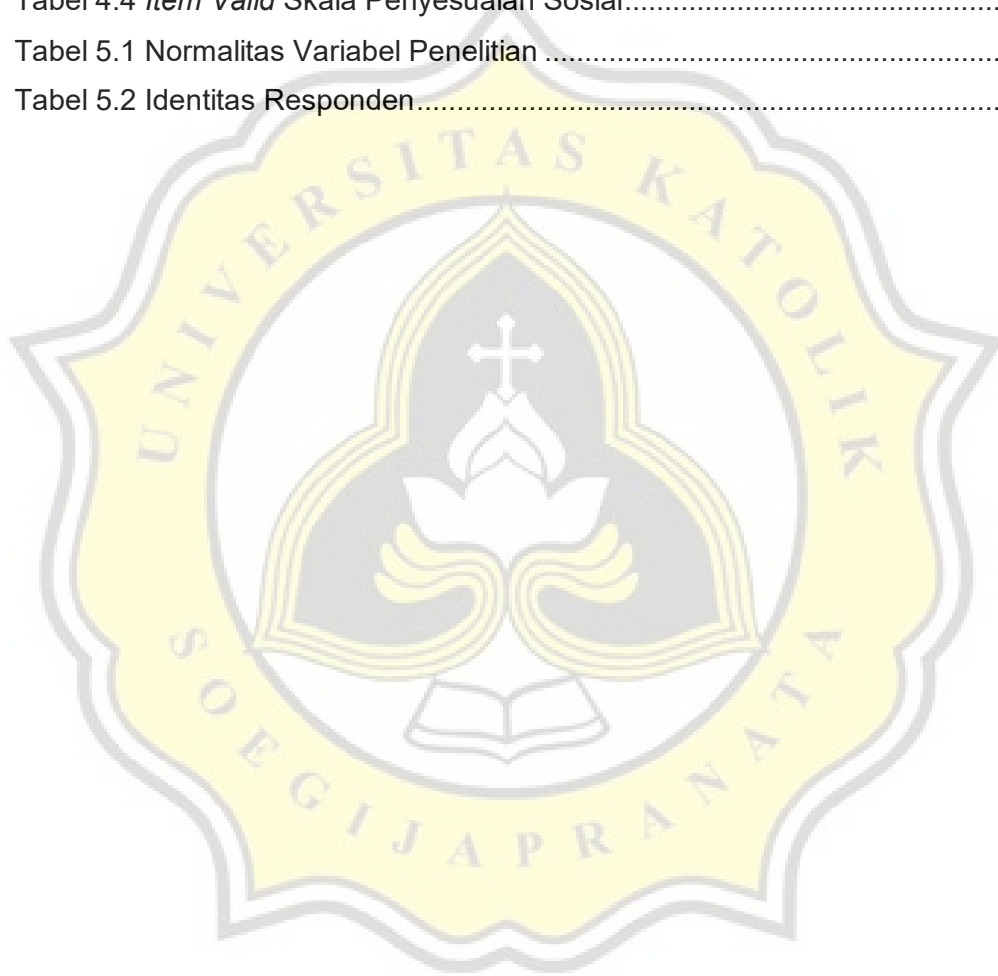 Tabel 4.4 Item Valid Skala Penyesuaian Sosial................................................
Tabel 5.1 Normalitas Variabel Penelitian ..........................................................
Tabel 5.2 Identitas Responden..........................................................................
UNIVERSITAS KATOLIK
SOEGIJAPRANATA